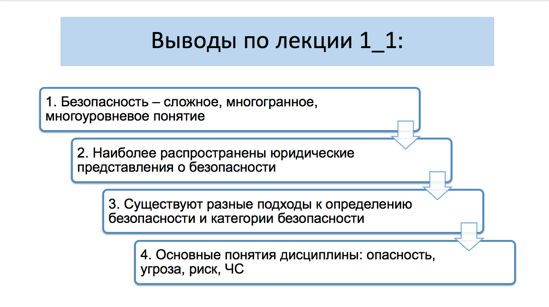 Выводы по лекции 1_1:
1. Безопасность – сложное, многогранное,
многоуровневое понятие
2. Наиболее распространены юридические
представления о безопасности
3. Существуют разные подходы к определению
безопасности и категории безопасности
4. Основные понятия дисциплины: опасность,
угроза, риск, ЧС